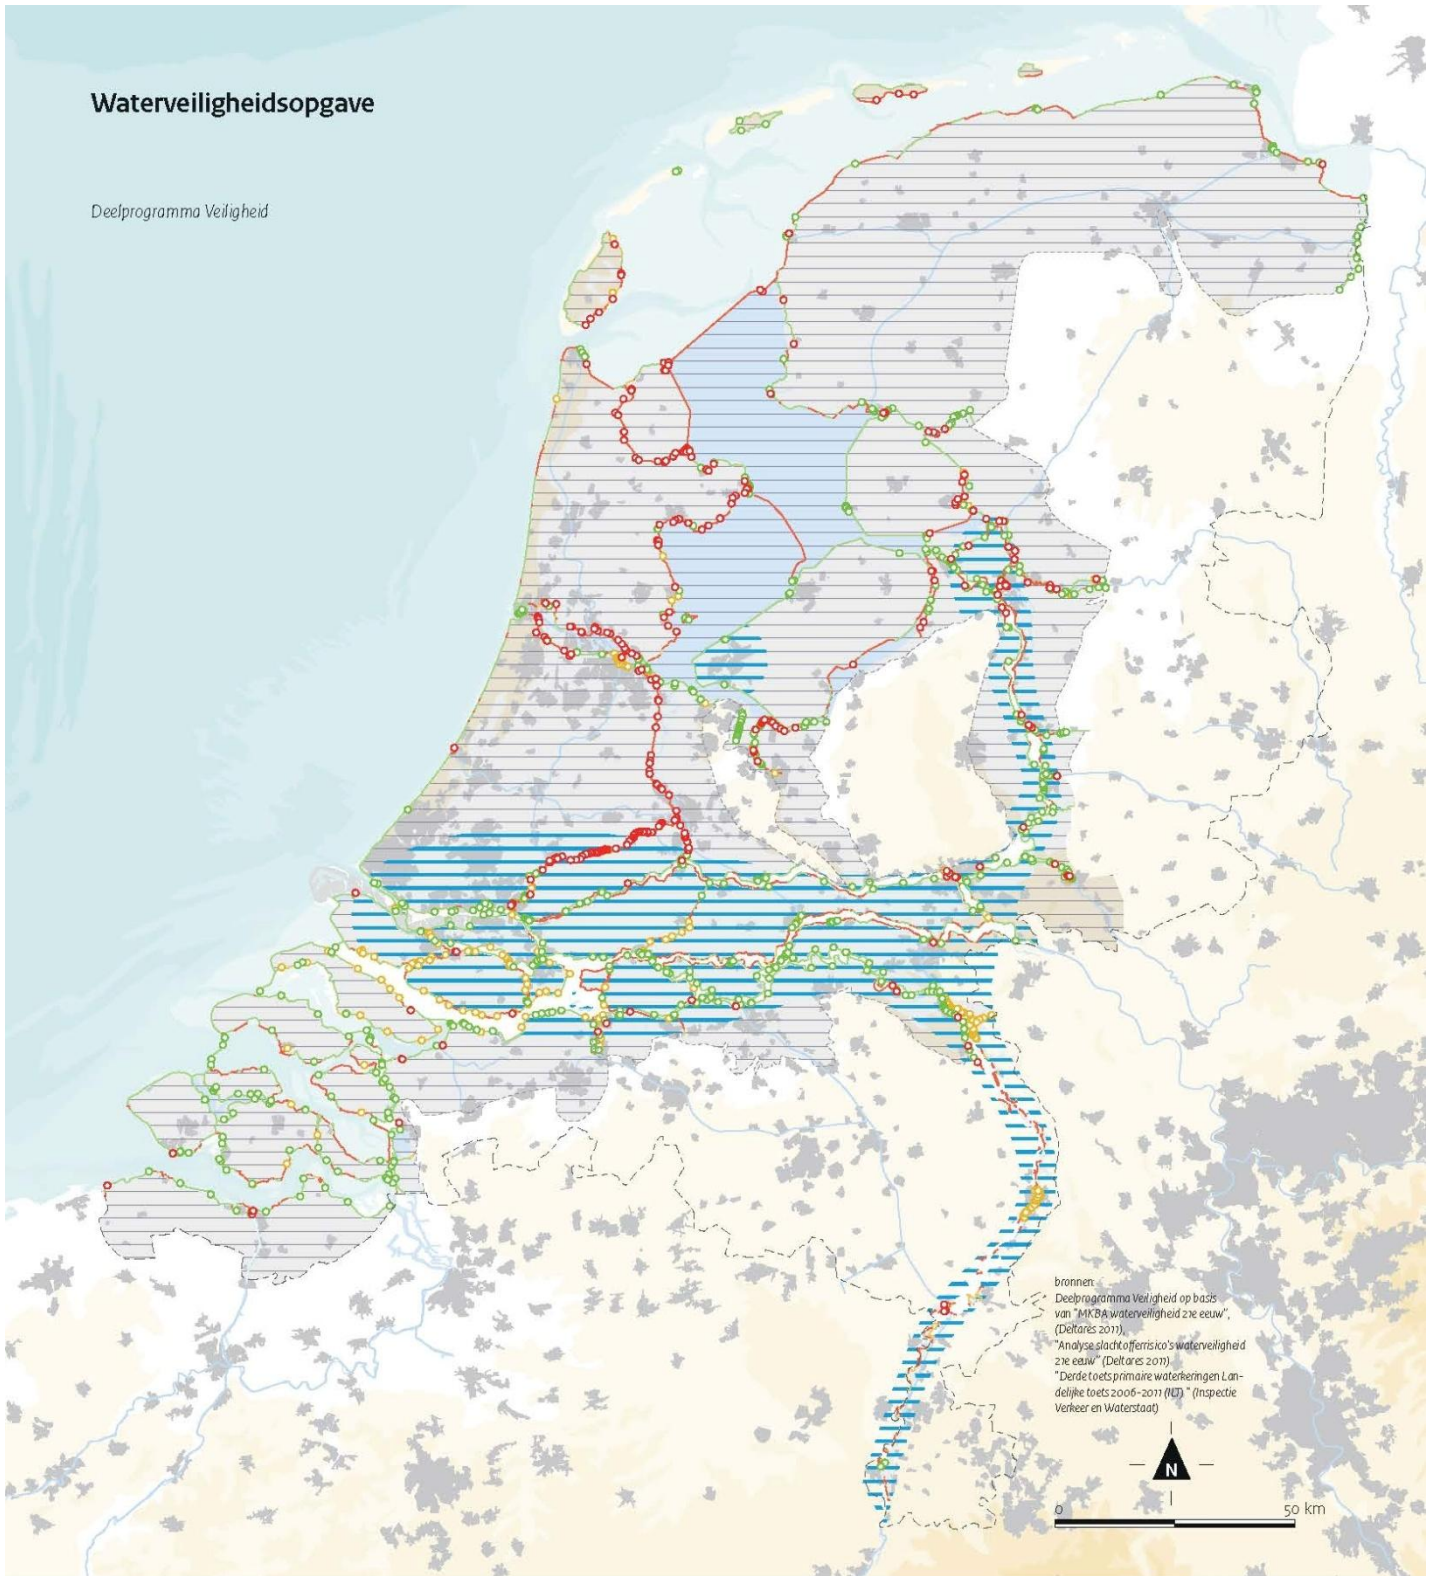 Waterveiligheidsopgave
Deelprogramma Veiligheid
bronnen:
Deelprogramma Veiligheid op basis
van "MKBA waterveiligheid 21e eeuw",
(Deltares 2011),
"Analyse slachtofferrisico's waterveiligheid
21e eeuw" (Deltares 2011)
"Derde toets primaire waterkeringen Lan-
delijke toets 2006-2011 (ILT) " (Inspectie
Verkeer en Waterstaat)
N
0 50 km